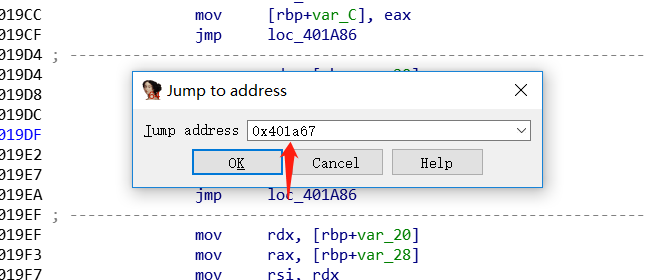 019CC mov [rbp+var_C], eax
019CF jmp loc_401A86
019D4 ; ---------------------------------------------------------------
019D4
019D8
Jump to address
019DC
Jump address 0x401a67
019DF
019E2 OK Cancel Help
019E7
019EA jmp loc_401A86
019EF ; ---------------------------------------------------------------
019EF mov rdx, [rbp+var_20]
019F3 mov rax, [rbp+var_28]
019F7 mov rsi, rdx